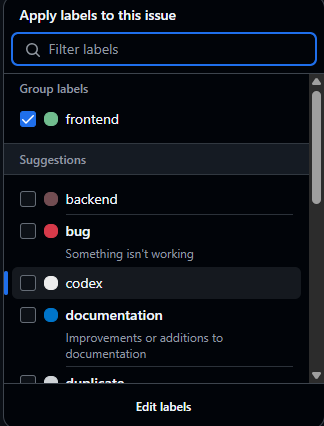 Apply labels to this issue
Filter labels
Group labels
frontend
Suggestions
backend
bug
Something isn't working
codex
documentation
Improvements or additions to
documentation
duplicate
Edit labels